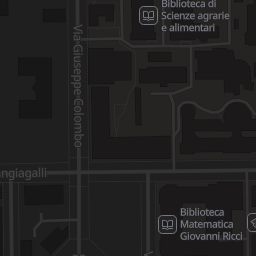 Biblioteca di
Scienze agrarie
e alimentari
Via Giuseppe Colombo
angiagalli
Biblioteca
Matematica
Giovanni Ricci